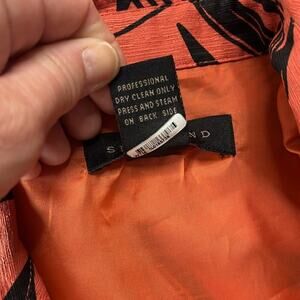 PROFESSIONAL
DRY CLEAN ONLY
PRESS AND STEAM
ON BACK SIDE